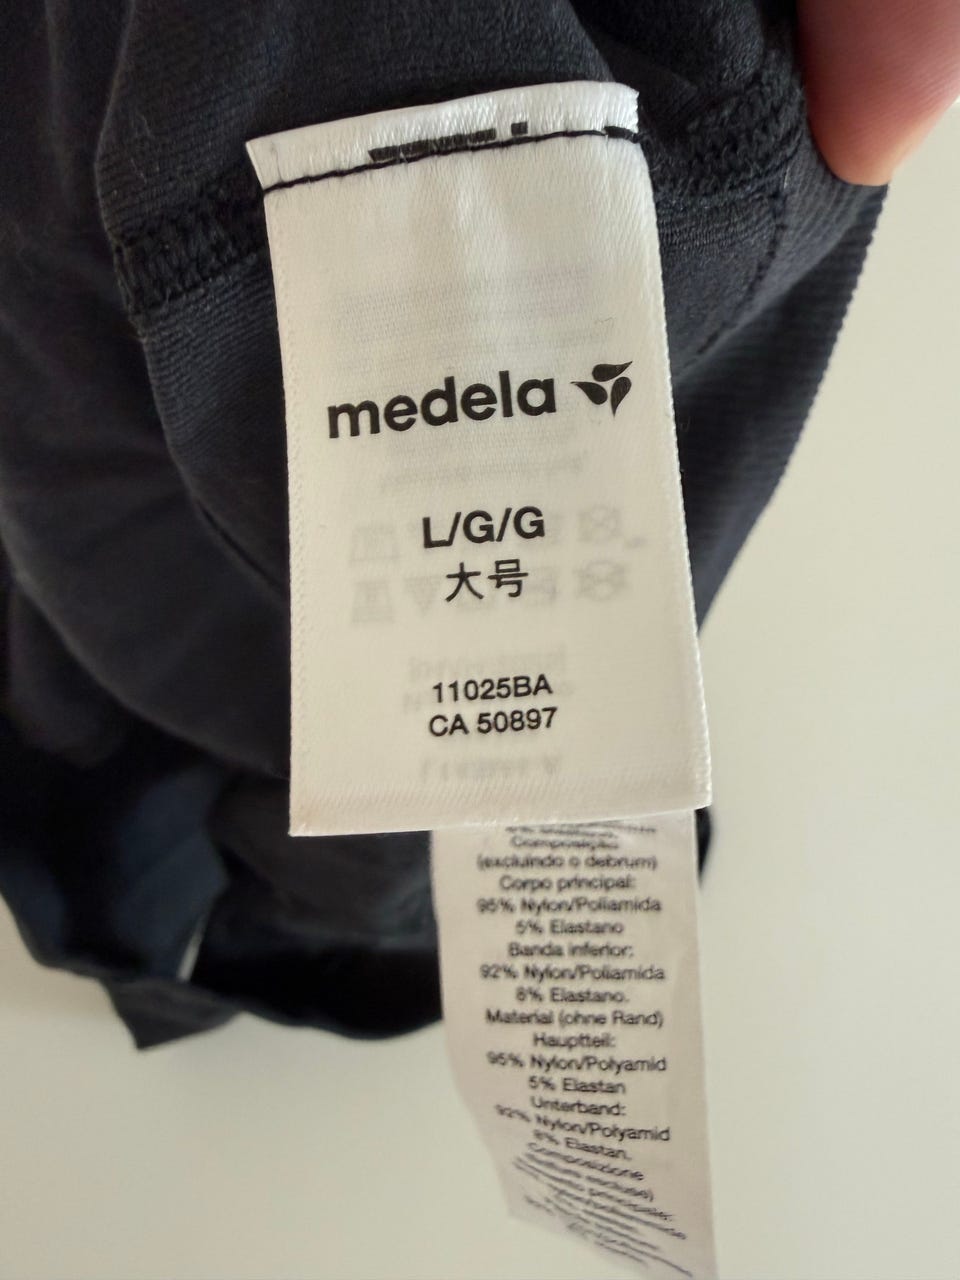 medela
L/G/G
大号
11025BA
CA 50897
Composição
(excluindo o debrum)
Corpo principal:
95% Nylon/Poliamida
5% Elastano
Banda inferior:
92% Nylon/Poliamida
8% Elastano.
Material (ohne Rand)
Hauptteil:
95% Nylon/Polyamid
5% Elastan
Unterband:
92% Nylon/Polyamid
8% Elastan.
Composizione